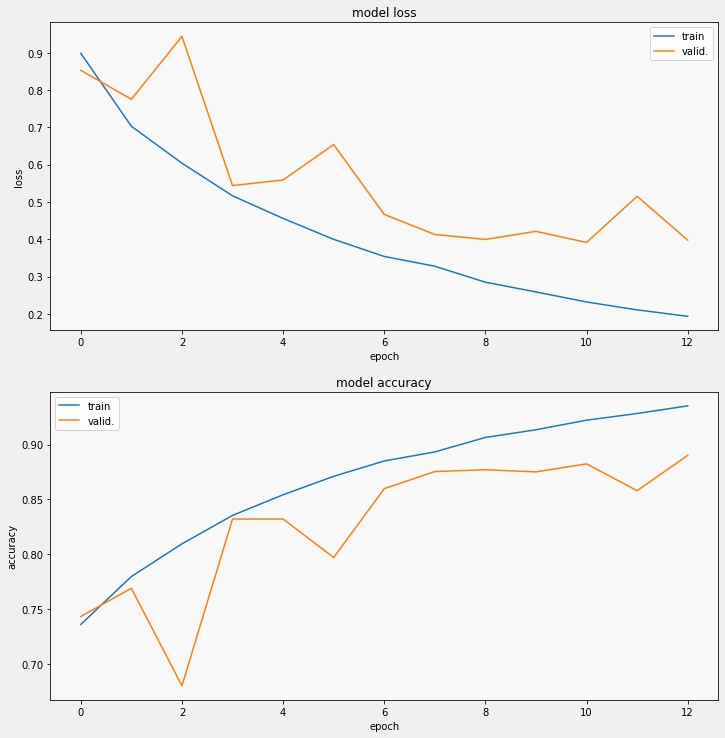 model loss
train
valid.
0.9
0.8
0.7
0.6
0.5
0.4
0.3
0.2
loss
0 2 4 6 8 10 12
epoch
model accuracy
train
valid.
0.90
0.85
0.80
0.75
0.70
accuracy
0 2 4 6 8 10 12
epoch